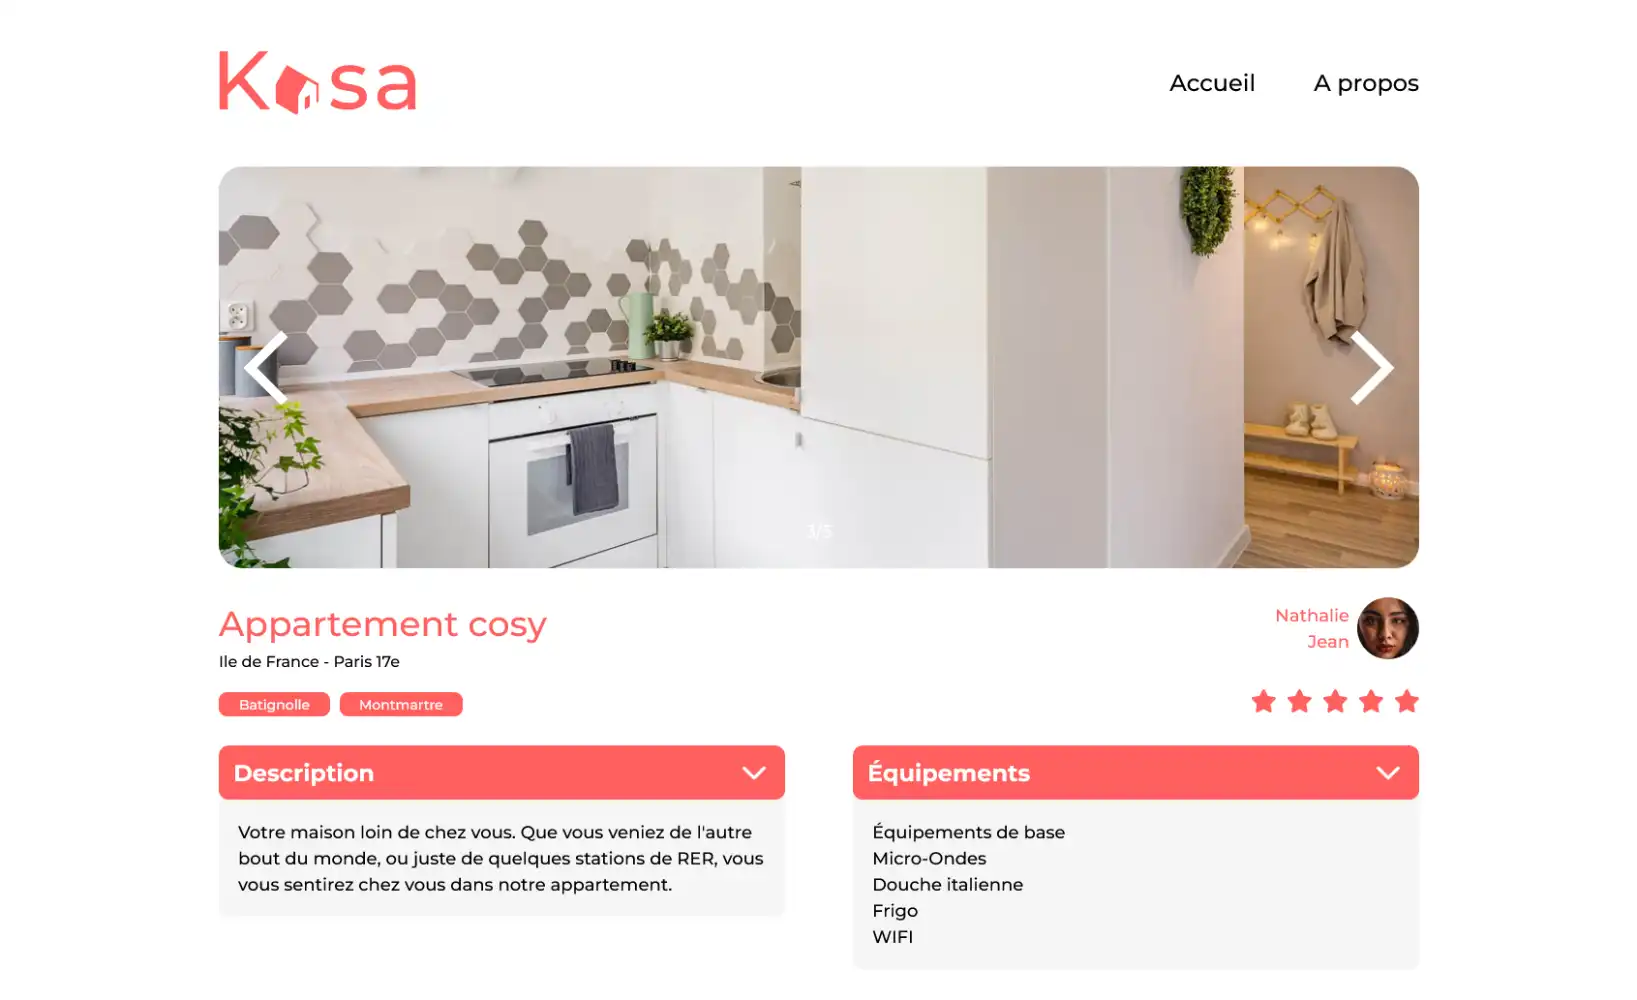 Kasa
Accueil
A propos
3/5
Appartement cosy
Ile de France - Paris 17e
Batignolle
Montmartre
Nathalie
Jean
Description
Votre maison loin de chez vous. Que vous veniez de l'autre
bout du monde, ou juste de quelques stations de RER, vous
vous sentirez chez vous dans notre appartement.
Équipements
Équipements de base
Micro-Ondes
Douche italienne
Frigo
WIFI